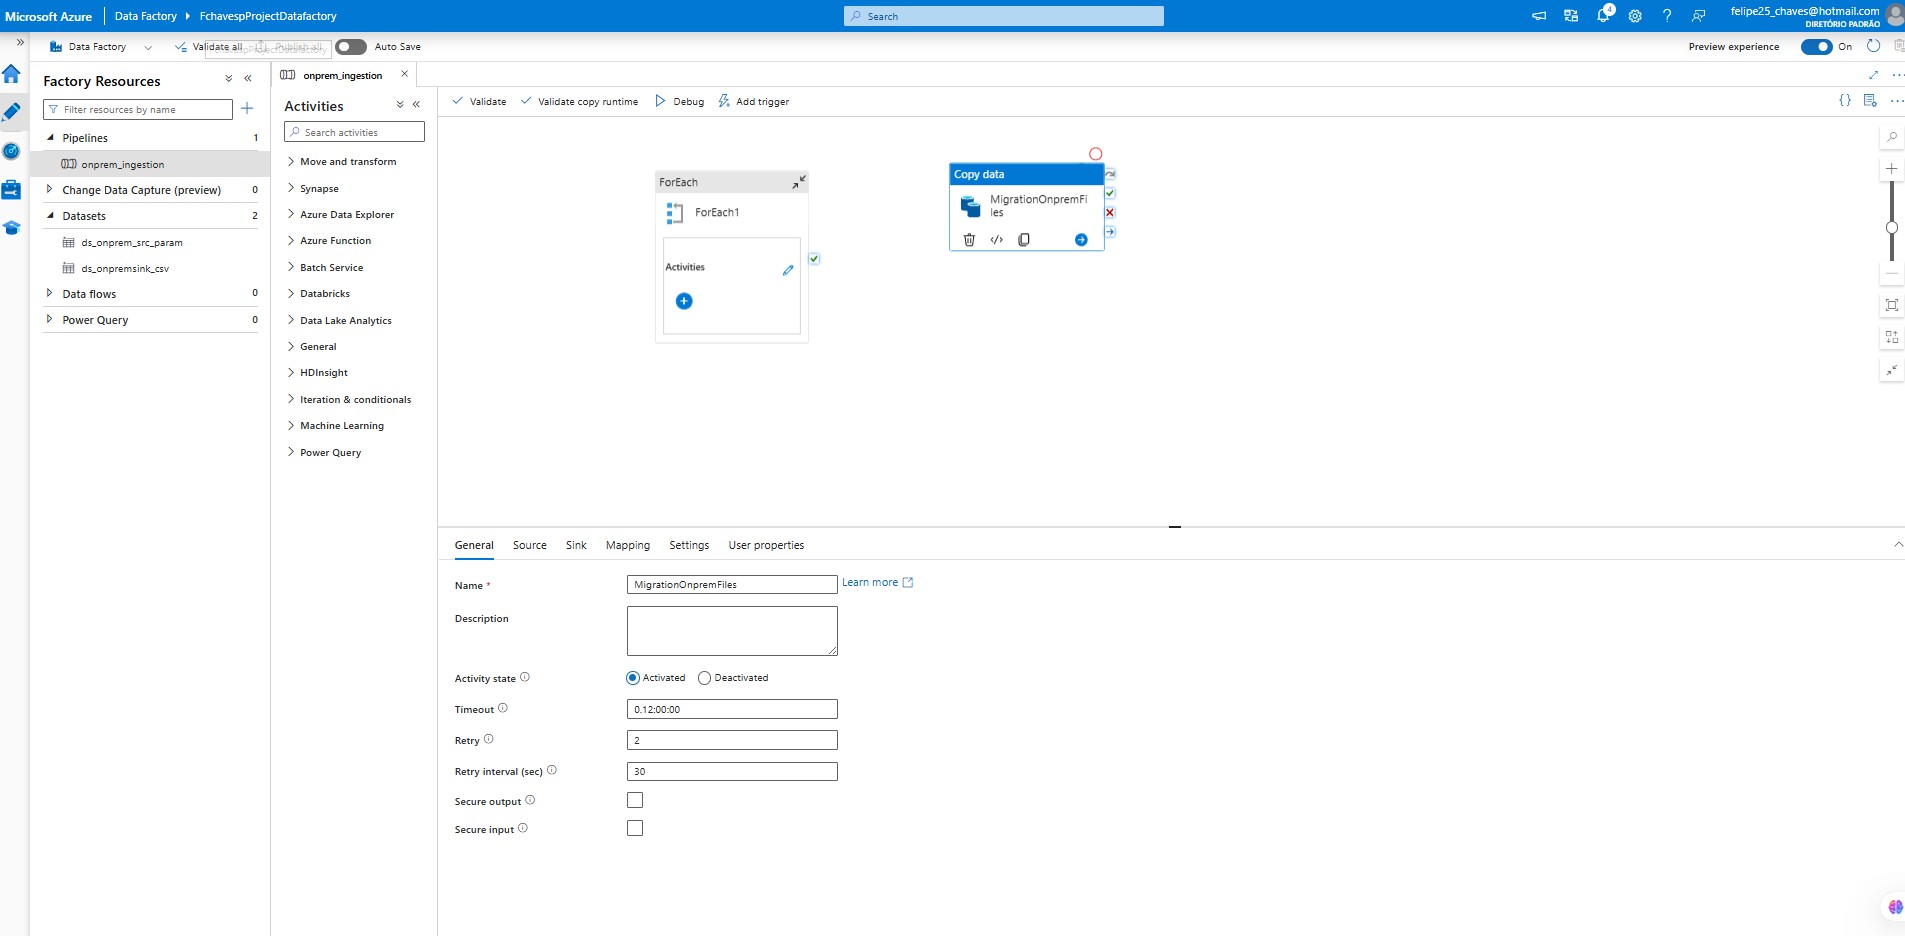 Microsoft Azure
Data Factory
FchavespProjectDatafactory
Search
4
felipe25_chaves@hotmail.com
DIRETÓRIO PADRÃO
Data Factory
Validate all
Publish all
Auto Save
Preview experience
On
Factory Resources
Filter resources by name
Pipelines
1
onprem_ingestion
Change Data Capture (preview)
0
Datasets
2
ds_onprem_src_param
ds_onpremsink_csv
Data flows
0
Power Query
0
onprem_ingestion
Activities
Search activities
Move and transform
Synapse
Azure Data Explorer
Azure Function
Batch Service
Databricks
Data Lake Analytics
General
HDInsight
Iteration & conditionals
Machine Learning
Power Query
Validate
Validate copy runtime
Debug
Add trigger
ForEach
ForEach1
Activities
Copy data
MigrationOnpremFi
les
General
Source
Sink
Mapping
Settings
User properties
Name *
MigrationOnpremFiles
Learn more
Description
Activity state
Activated
Deactivated
Timeout
0.12:00:00
Retry
2
Retry interval (sec)
30
Secure output
Secure input